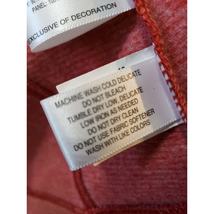 EXCLUSIVE OF DECORATION
MACHINE WASH COLD DELICATE
DO NOT BLEACH
TUMBLE DRY LOW, DELICATE
LOW IRON AS NEEDED
DO NOT DRY CLEAN
DO NOT USE FABRIC SOFTENER
WASH WITH LIKE COLORS